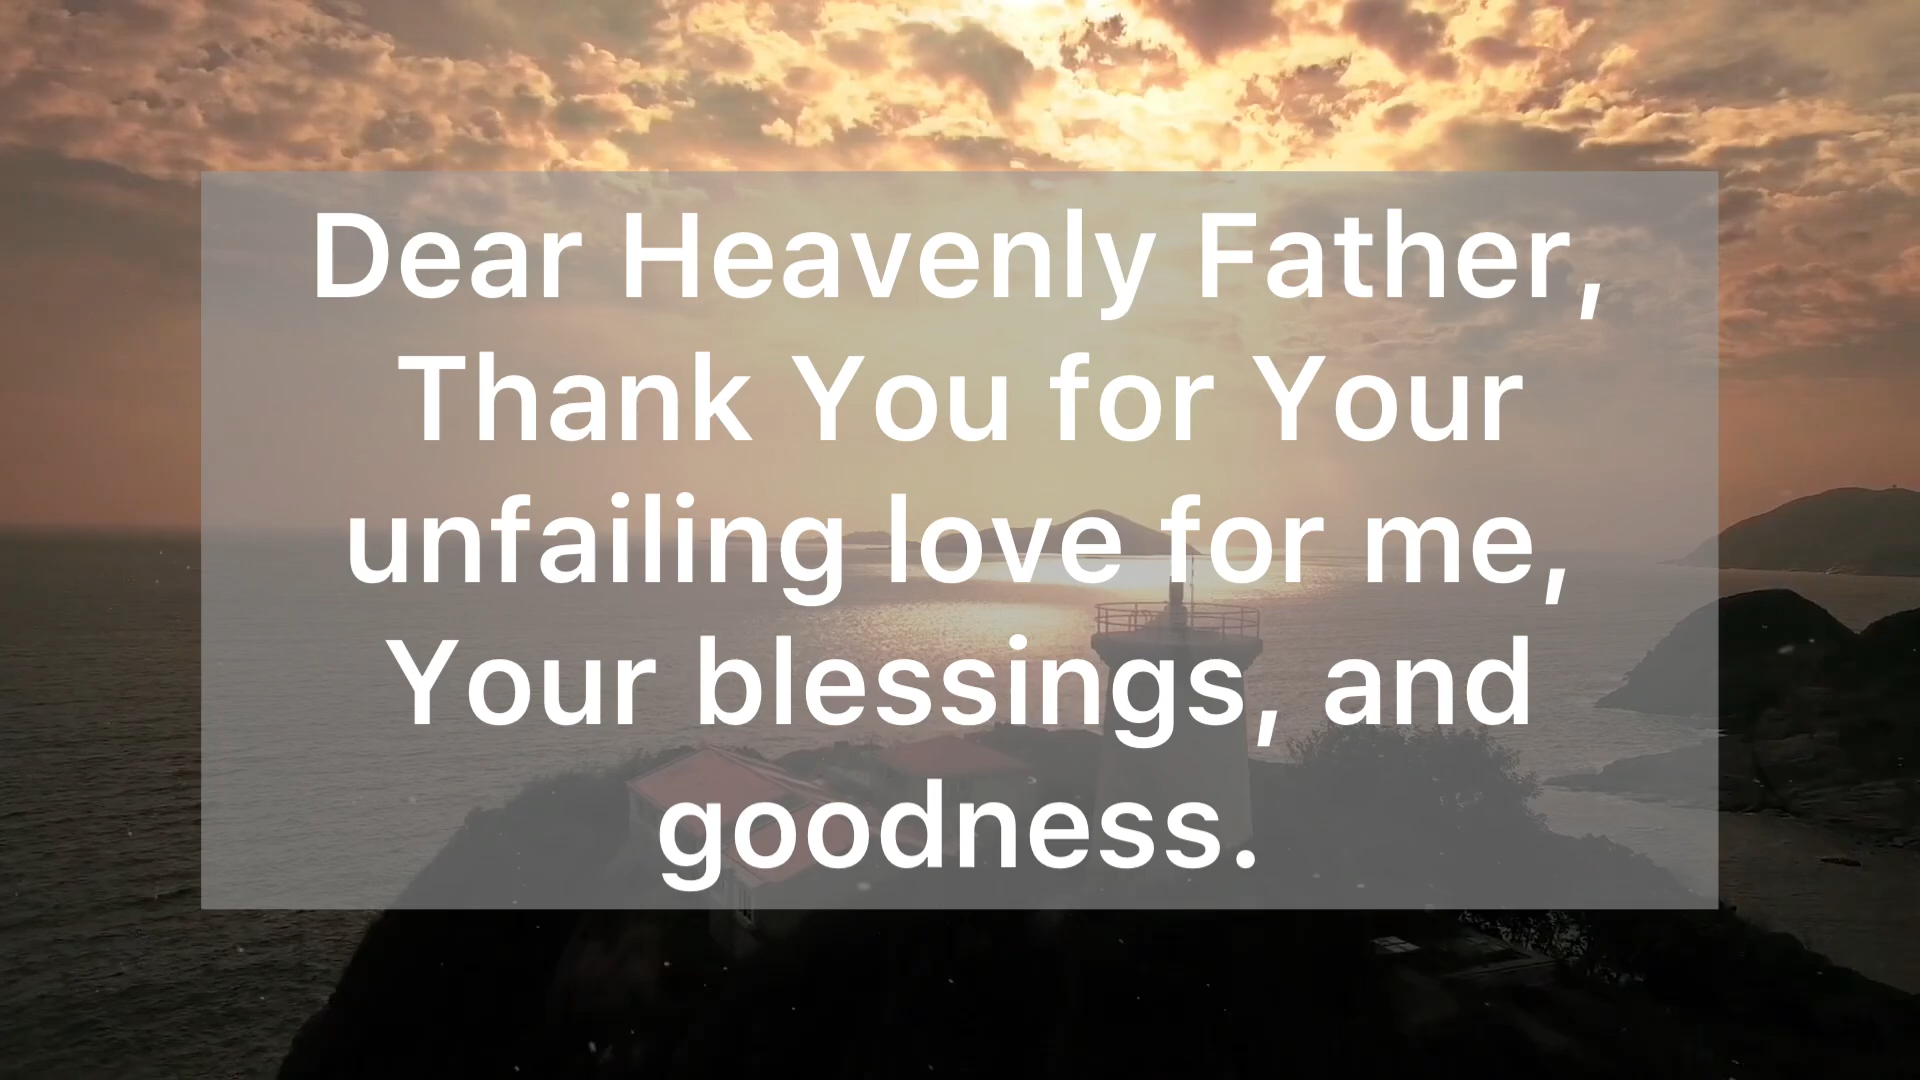 Dear Heavenly Father,
Thank You for Your
unfailing love for me,
Your blessings, and
goodness.